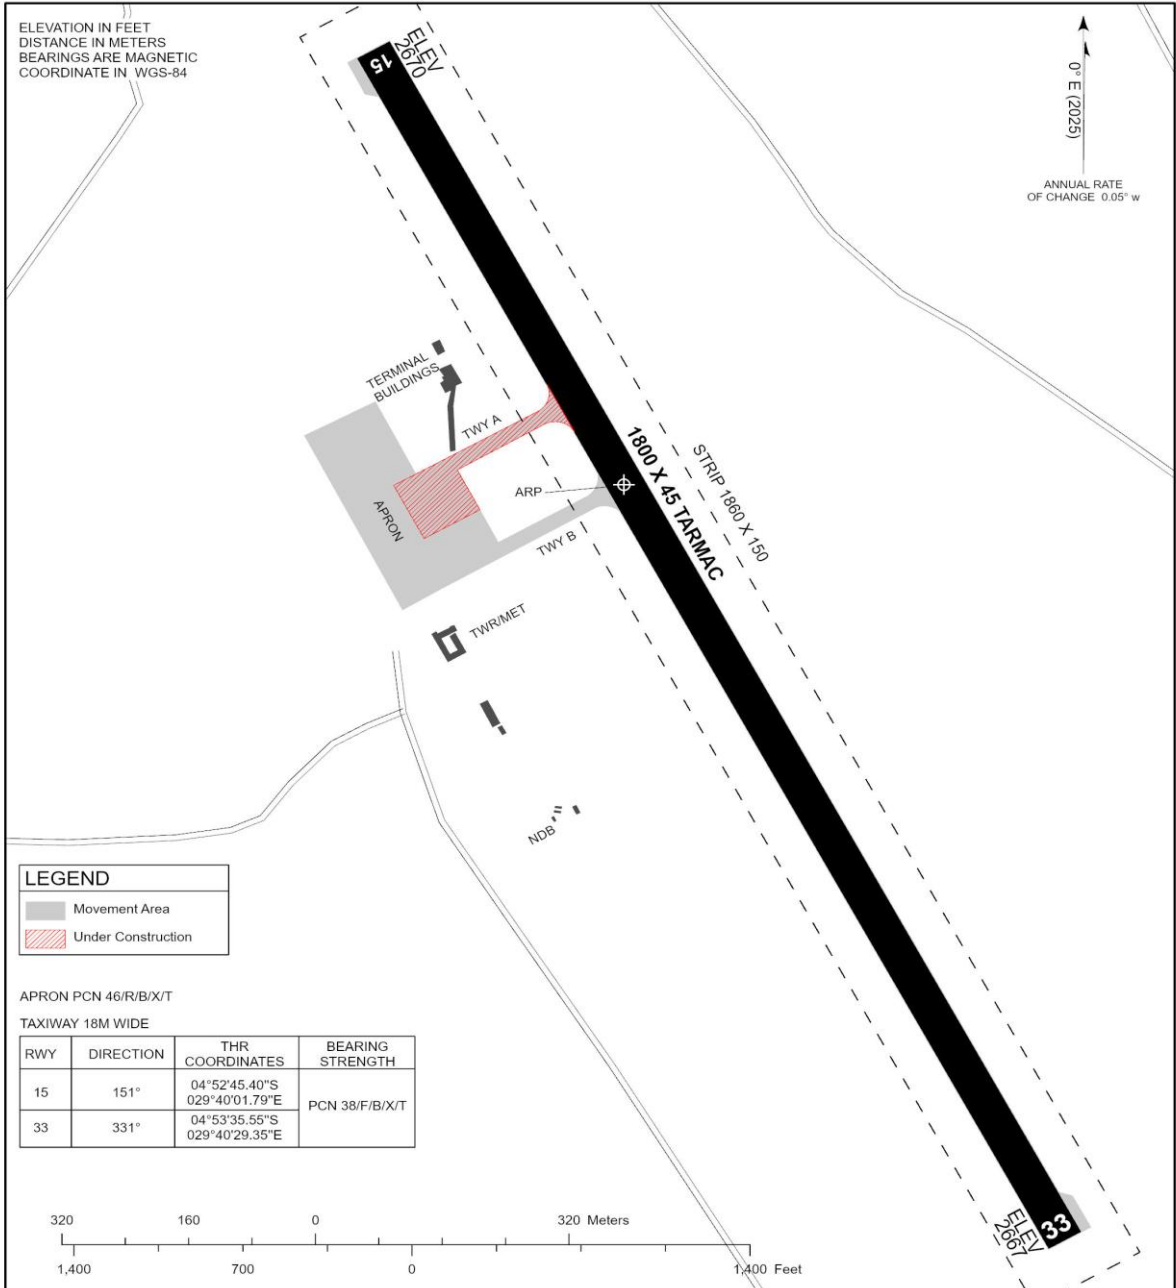 ELEVATION IN FEET
DISTANCE IN METERS
BEARINGS ARE MAGNETIC
COORDINATE IN WGS-84
15
ELEV
2670
0° E (2025)
ANNUAL RATE
OF CHANGE 0.05° w
TERMINAL
BUILDINGS
TWY A
1800 X 45 TARMAC
STRIP 1860 X 150
ARP
APRON
TWY B
TWR/MET
NDB
LEGEND
Movement Area
Under Construction
APRON PCN 46/R/B/X/T
TAXIWAY 18M WIDE
RWY DIRECTION THR COORDINATES BEARING STRENGTH
15 151° 04°52'45.40"S 029°40'01.79"E PCN 38/F/B/X/T
33 331° 04°53'35.55"S 029°40'29.35"E
33
ELEV
2667
320 160 0 320 Meters
1,400 700 0 1,400 Feet